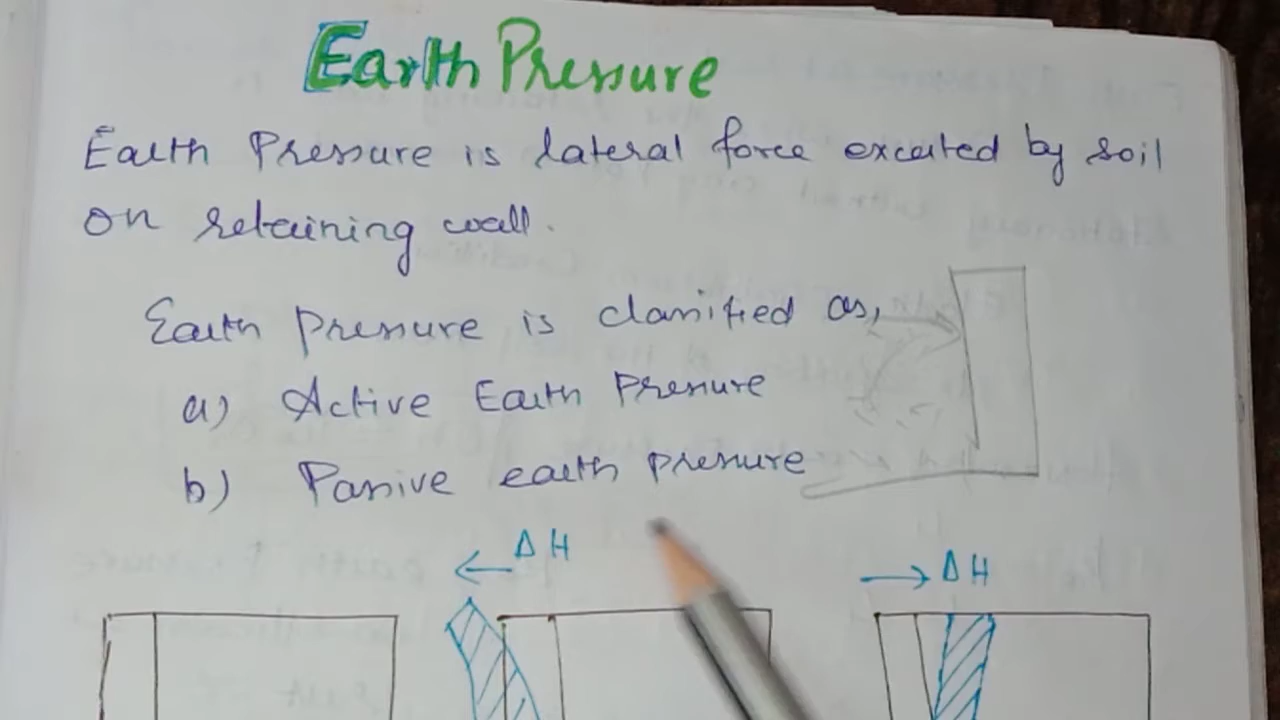 Earth Pressure
Earth Pressure is lateral force excerted by soil
on retaining wall.
Earth Pressure is classified as,
a) Active Earth Pressure
b) Passive earth pressure
← ΔH
→ ΔH